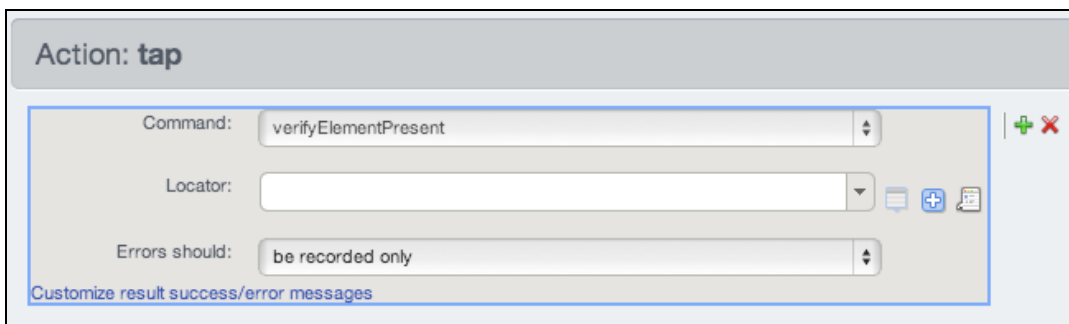 Action: tap
Command: verifyElementPresent
Locator:
Errors should: be recorded only
Customize result success/error messages